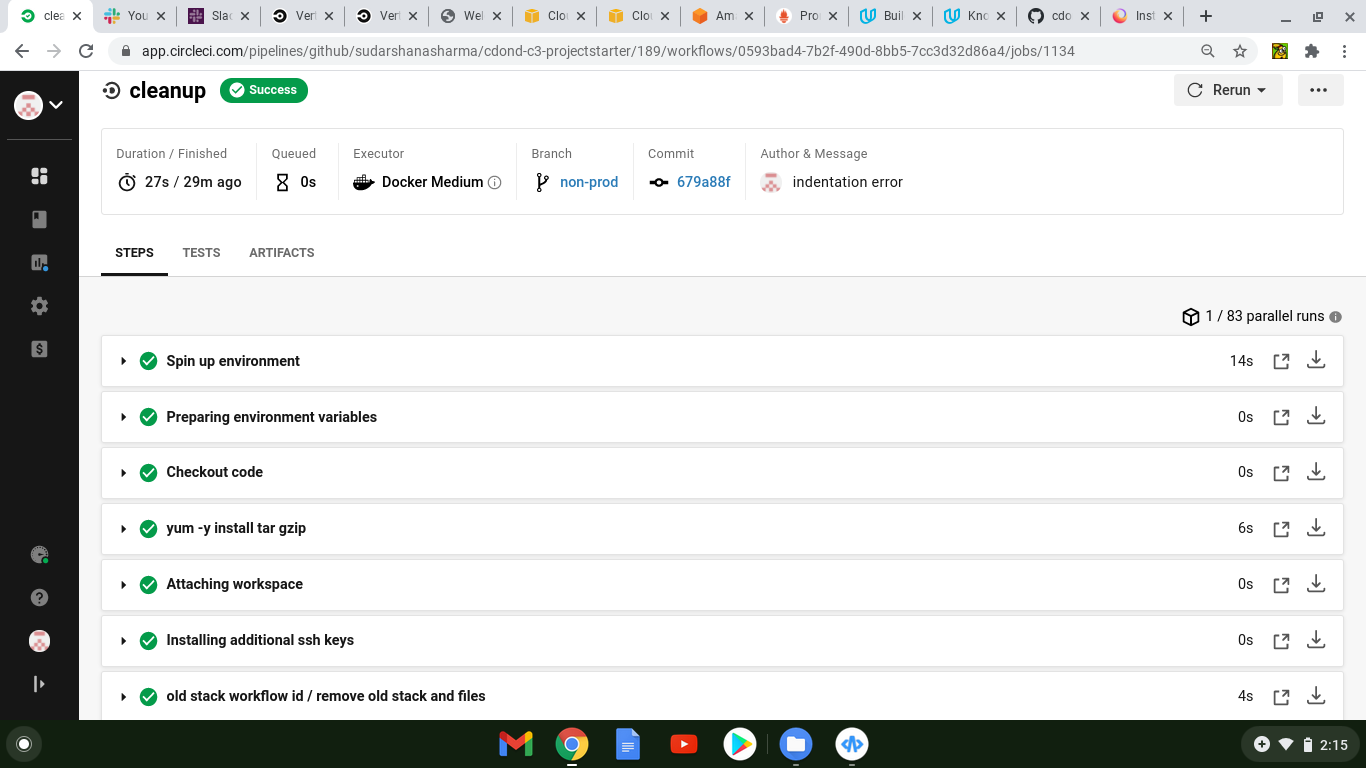 clea
You
Slac
Vert
Vert
Wel
Clou
Clou
Ama
Pro
Buil
Kno
cdo
Inst
app.circleci.com/pipelines/github/sudarshanasharma/cdond-c3-projectstarter/189/workflows/0593bad4-7b2f-490d-8bb5-7cc3d32d86a4/jobs/1134
cleanup Success Rerun
Duration / Finished Queued Executor Branch Commit Author & Message
27s / 29m ago 0s Docker Medium non-prod 679a88f indentation error
STEPS TESTS ARTIFACTS
1 / 83 parallel runs
Spin up environment 14s
Preparing environment variables 0s
Checkout code 0s
yum -y install tar gzip 6s
Attaching workspace 0s
Installing additional ssh keys 0s
old stack workflow id / remove old stack and files 4s
2:15